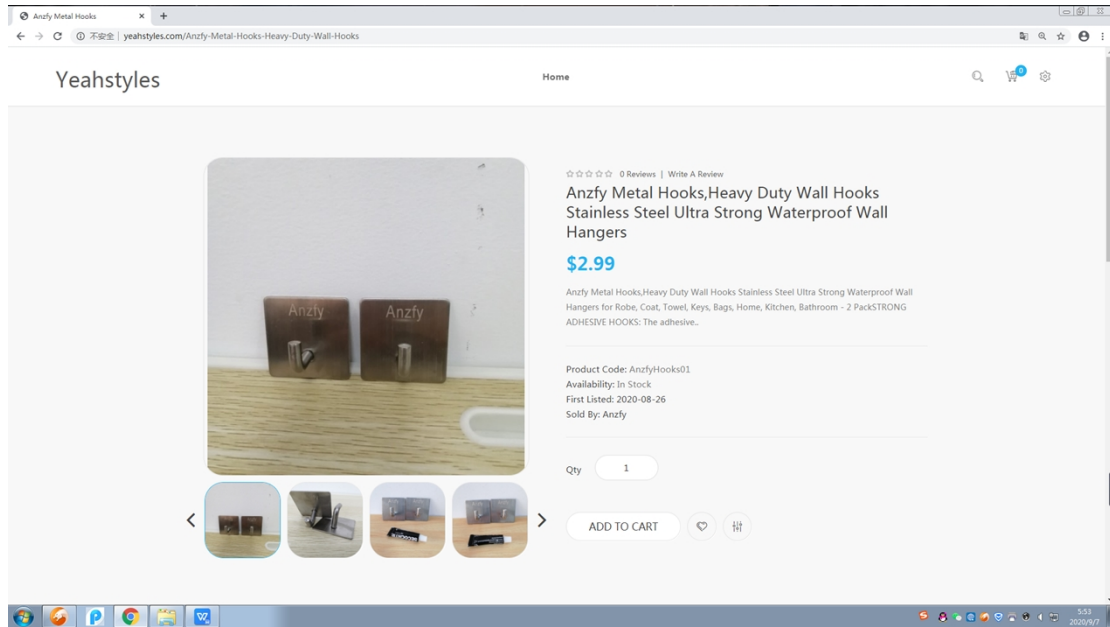 Anzfy Metal Hooks
不安全 | yeahstyles.com/Anzfy-Metal-Hooks-Heavy-Duty-Wall-Hooks
Yeahstyles
Home
0
0 Reviews | Write A Review
Anzfy Metal Hooks,Heavy Duty Wall Hooks
Stainless Steel Ultra Strong Waterproof Wall
Hangers
$2.99
Anzfy Metal Hooks,Heavy Duty Wall Hooks Stainless Steel Ultra Strong Waterproof Wall
Hangers for Robe, Coat, Towel, Keys, Bags, Home, Kitchen, Bathroom - 2 PackSTRONG
ADHESIVE HOOKS: The adhesive..
Anzfy Anzfy
Product Code: AnzfyHooks01
Availability: In Stock
First Listed: 2020-08-26
Sold By: Anzfy
Qty 1
ADD TO CART
5:53
2020/9/7